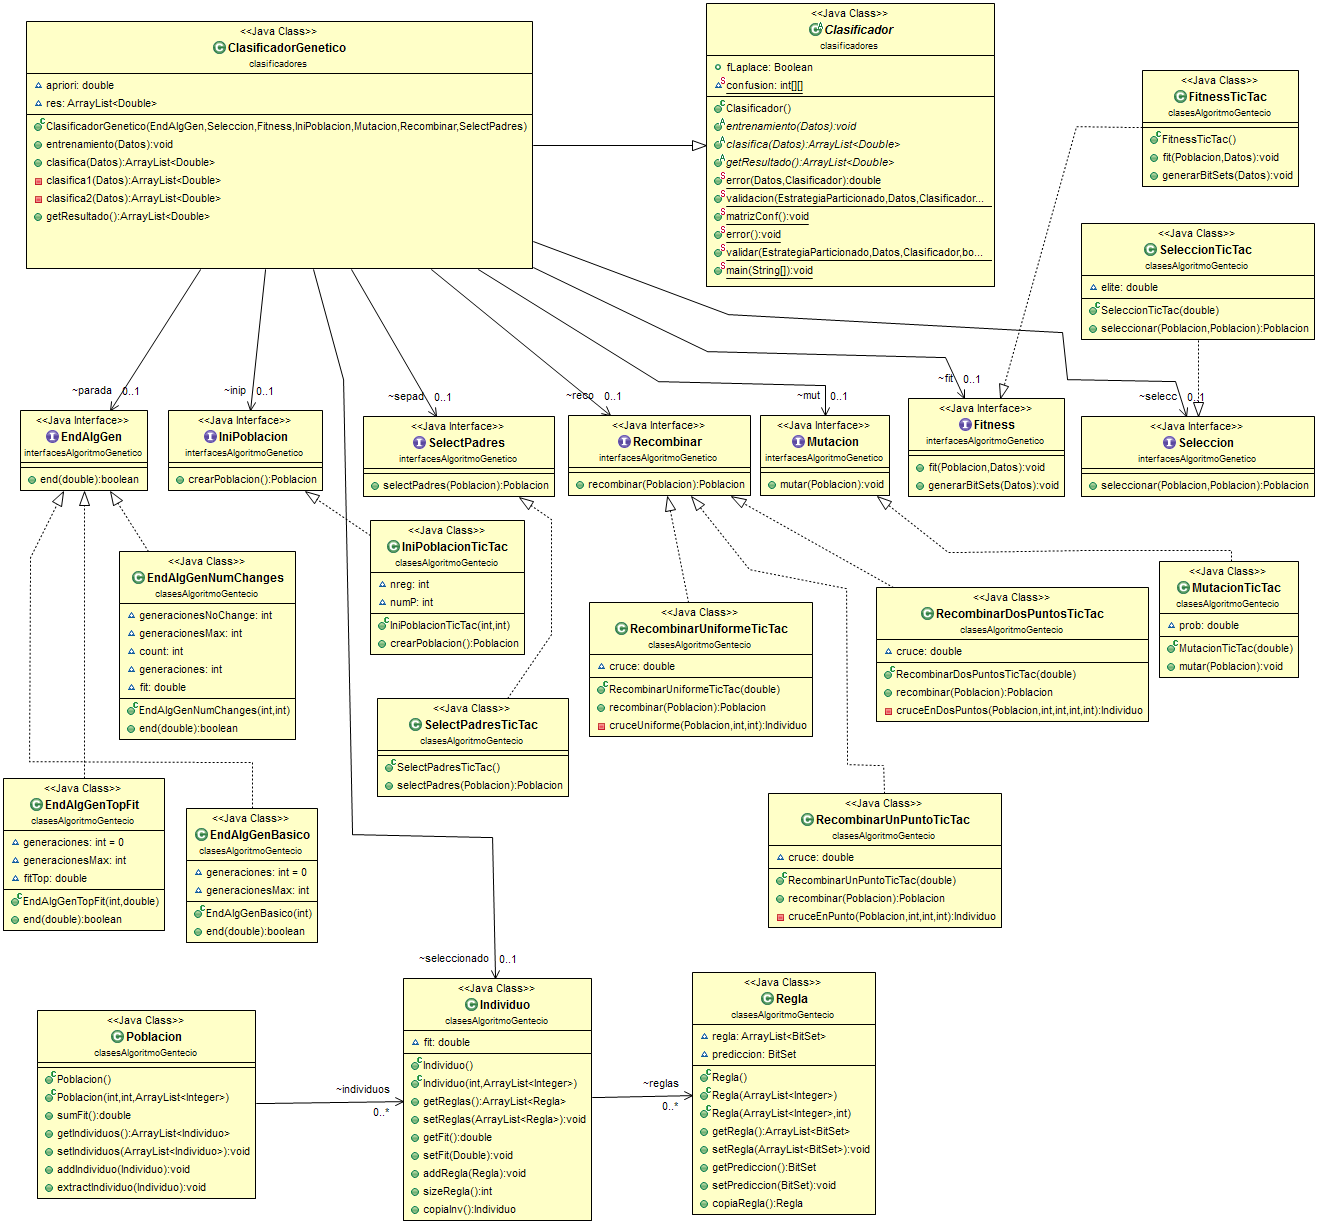 <<Java Class>>
ClasificadorGenetico
clasificadores
apriori: double
res: ArrayList<Double>
ClasificadorGenetico(EndAlgGen,Seleccion,Fitness,IniPoblacion,Mutacion,Recombinar,SelectPadres)
entrenamiento(Datos):void
clasifica(Datos):ArrayList<Double>
clasifica1(Datos):ArrayList<Double>
clasifica2(Datos):ArrayList<Double>
getResultado():ArrayList<Double>
<<Java Class>>
Clasificador
clasificadores
fLaplace: Boolean
confusion: int[][]
Clasificador()
entrenamiento(Datos):void
clasifica(Datos):ArrayList<Double>
getResultado():ArrayList<Double>
error(Datos,Clasificador):double
validacion(EstrategiaParticionado,Datos,Clasificador...
matrizConf():void
error():void
validar(EstrategiaParticionado,Datos,Clasificador,bo...
main(String[]):void
<<Java Class>>
FitnessTicTac
clasesAlgoritmoGentecio
FitnessTicTac()
fit(Poblacion,Datos):void
generarBitSets(Datos):void
<<Java Class>>
SeleccionTicTac
clasesAlgoritmoGentecio
elite: double
SeleccionTicTac(double)
seleccionar(Poblacion,Poblacion):Poblacion
~parada 0..1
~inip 0..1
~sepad 0..1
~reco 0..1
~mut 0..1
~fit 0..1
~selecc 0..1
<<Java Interface>>
EndAlgGen
interfacesAlgoritmoGenetico
end(double):boolean
<<Java Interface>>
IniPoblacion
interfacesAlgoritmoGenetico
crearPoblacion():Poblacion
<<Java Interface>>
SelectPadres
interfacesAlgoritmoGenetico
selectPadres(Poblacion):Poblacion
<<Java Interface>>
Recombinar
interfacesAlgoritmoGenetico
recombinar(Poblacion):Poblacion
<<Java Interface>>
Mutacion
interfacesAlgoritmoGenetico
mutar(Poblacion):void
<<Java Interface>>
Fitness
interfacesAlgoritmoGenetico
fit(Poblacion,Datos):void
generarBitSets(Datos):void
<<Java Interface>>
Seleccion
interfacesAlgoritmoGenetico
seleccionar(Poblacion,Poblacion):Poblacion
<<Java Class>>
EndAlgGenNumChanges
clasesAlgoritmoGentecio
generacionesNoChange: int
generacionesMax: int
count: int
generaciones: int
fit: double
EndAlgGenNumChanges(int,int)
end(double):boolean
<<Java Class>>
IniPoblacionTicTac
clasesAlgoritmoGentecio
nreg: int
numP: int
IniPoblacionTicTac(int,int)
crearPoblacion():Poblacion
<<Java Class>>
RecombinarUniformeTicTac
clasesAlgoritmoGentecio
cruce: double
RecombinarUniformeTicTac(double)
recombinar(Poblacion):Poblacion
cruceUniforme(Poblacion,int,int):Individuo
<<Java Class>>
RecombinarDosPuntosTicTac
clasesAlgoritmoGentecio
cruce: double
RecombinarDosPuntosTicTac(double)
recombinar(Poblacion):Poblacion
cruceEnDosPuntos(Poblacion,int,int,int,int):Individuo
<<Java Class>>
MutacionTicTac
clasesAlgoritmoGentecio
prob: double
MutacionTicTac(double)
mutar(Poblacion):void
<<Java Class>>
SelectPadresTicTac
clasesAlgoritmoGentecio
SelectPadresTicTac()
selectPadres(Poblacion):Poblacion
<<Java Class>>
EndAlgGenTopFit
clasesAlgoritmoGentecio
generaciones: int = 0
generacionesMax: int
fitTop: double
EndAlgGenTopFit(int,double)
end(double):boolean
<<Java Class>>
EndAlgGenBasico
clasesAlgoritmoGentecio
generaciones: int = 0
generacionesMax: int
EndAlgGenBasico(int)
end(double):boolean
<<Java Class>>
RecombinarUnPuntoTicTac
clasesAlgoritmoGentecio
cruce: double
RecombinarUnPuntoTicTac(double)
recombinar(Poblacion):Poblacion
cruceEnPunto(Poblacion,int,int,int):Individuo
~seleccionado 0..1
<<Java Class>>
Poblacion
clasesAlgoritmoGentecio
Poblacion()
Poblacion(int,int,ArrayList<Integer>)
sumFit():double
getIndividuos():ArrayList<Individuo>
setIndividuos(ArrayList<Individuo>):void
addIndividuo(Individuo):void
extractIndividuo(Individuo):void
~individuos
0..*
<<Java Class>>
Individuo
clasesAlgoritmoGentecio
fit: double
Individuo()
Individuo(int,ArrayList<Integer>)
getReglas():ArrayList<Regla>
setReglas(ArrayList<Regla>):void
getFit():double
setFit(Double):void
addRegla(Regla):void
sizeRegla():int
copiaInv():Individuo
~reglas
0..*
<<Java Class>>
Regla
clasesAlgoritmoGentecio
regla: ArrayList<BitSet>
prediccion: BitSet
Regla()
Regla(ArrayList<Integer>)
Regla(ArrayList<Integer>,int)
getRegla():ArrayList<BitSet>
setRegla(ArrayList<BitSet>):void
getPrediccion():BitSet
setPrediccion(BitSet):void
copiaRegla():Regla